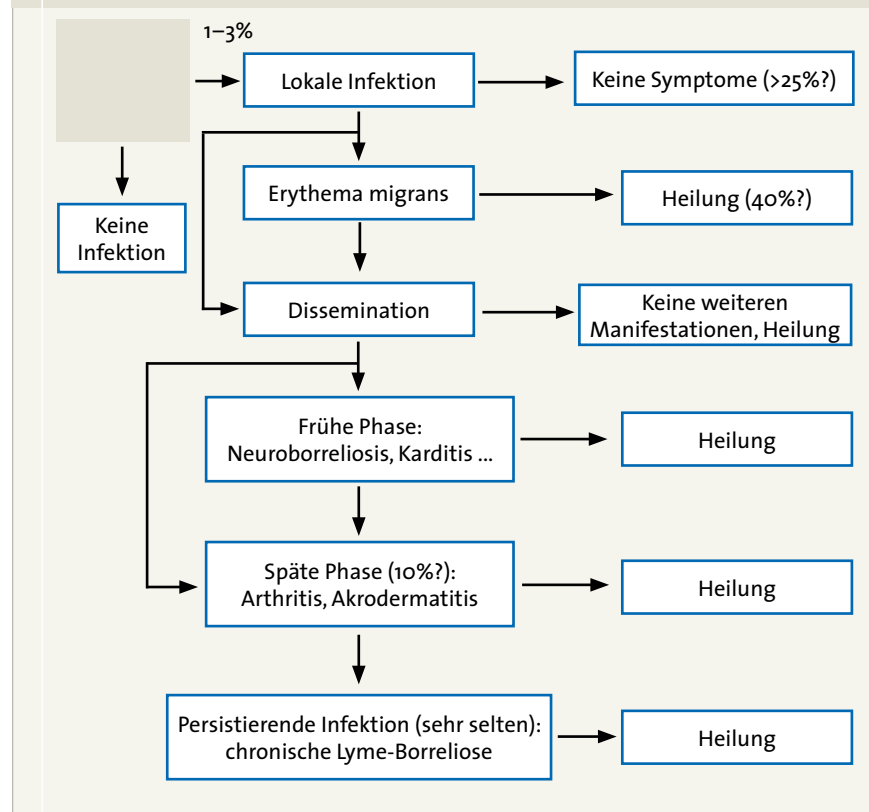 1–3%
Lokale Infektion
Keine Symptome (>25%?)
Erythema migrans
Heilung (40%?)
Keine
Infektion
Dissemination
Keine weiteren
Manifestationen, Heilung
Frühe Phase:
Neuroborreliosis, Karditis ...
Heilung
Späte Phase (10%?):
Arthritis, Akrodermatitis
Heilung
Persistierende Infektion (sehr selten):
chronische Lyme-Borreliose
Heilung